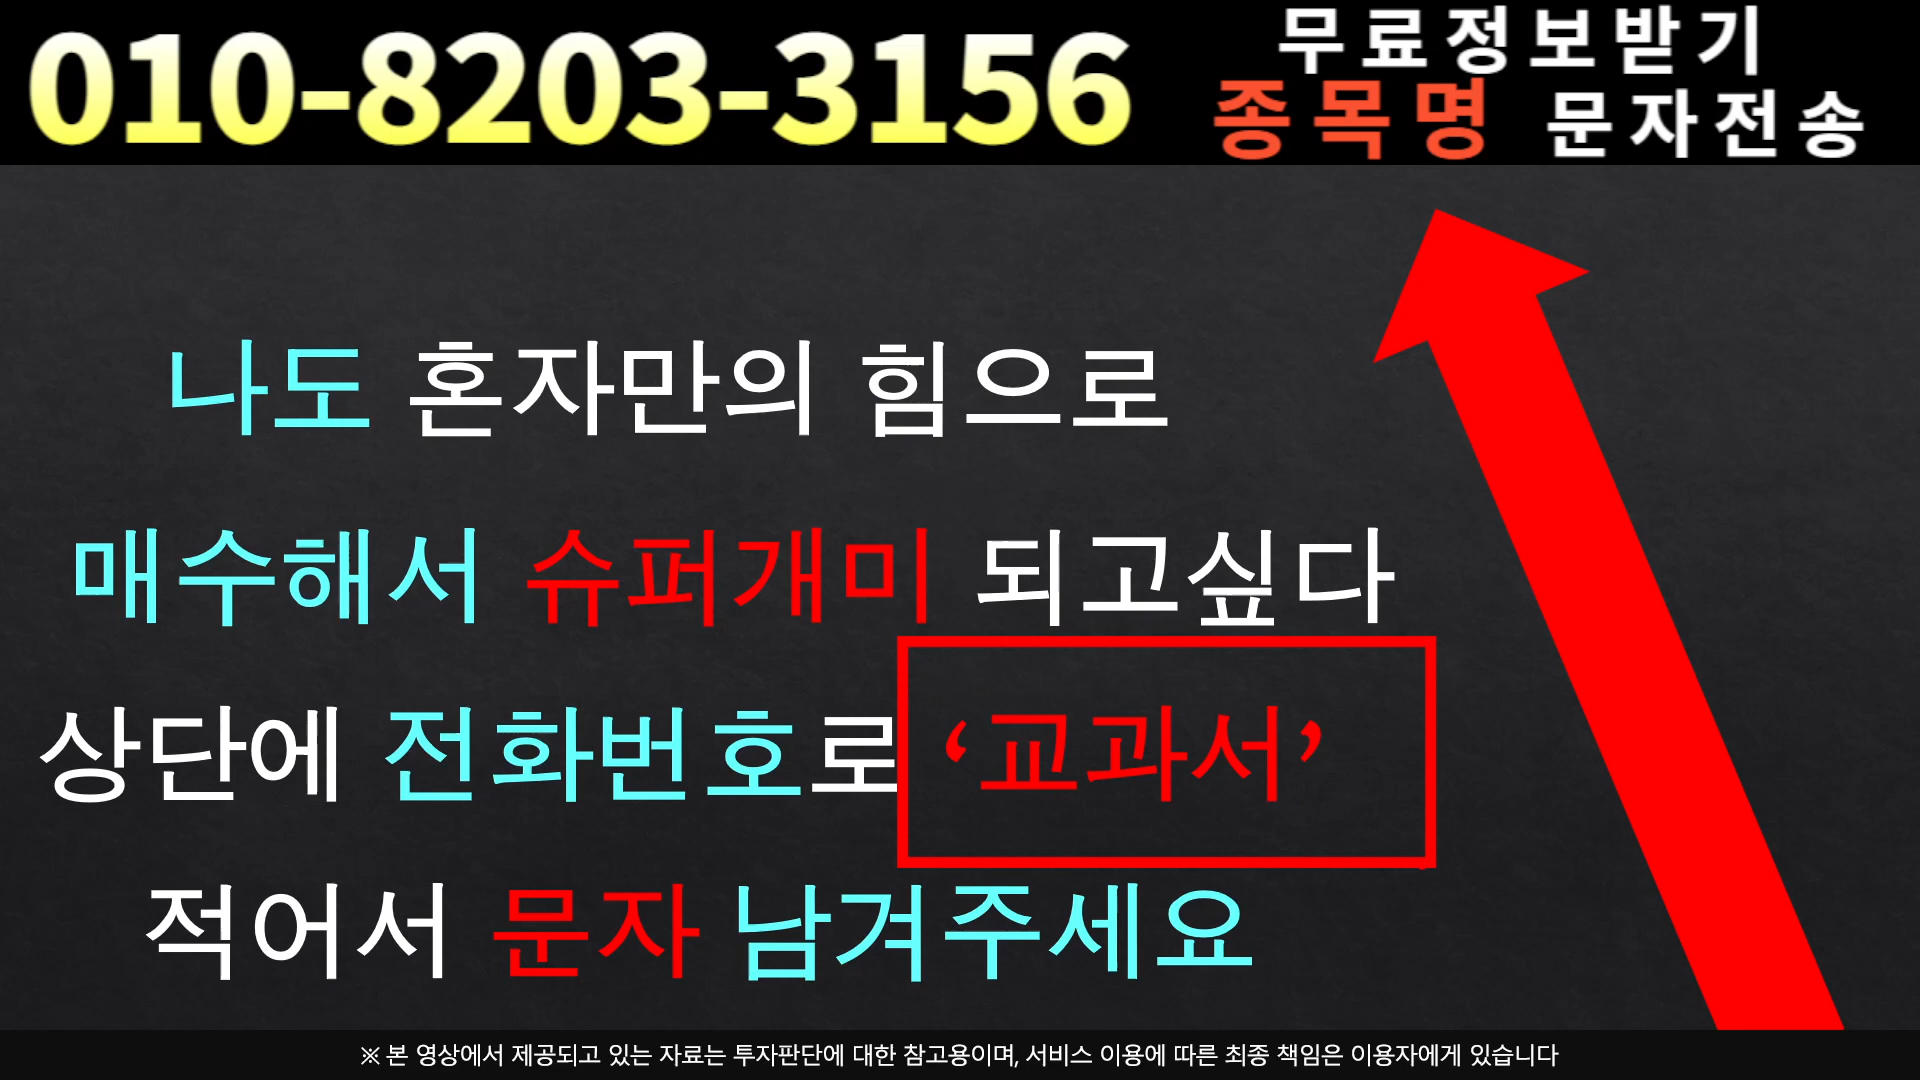 010-8203-3156
무료정보받기
종목명 문자전송
나도 혼자만의 힘으로
매수해서 슈퍼개미 되고싶다
상단에 전화번호로 ‘교과서’
적어서 문자 남겨주세요
※ 본 영상에서 제공되고 있는 자료는 투자판단에 대한 참고용이며, 서비스 이용에 따른 최종 책임은 이용자에게 있습니다